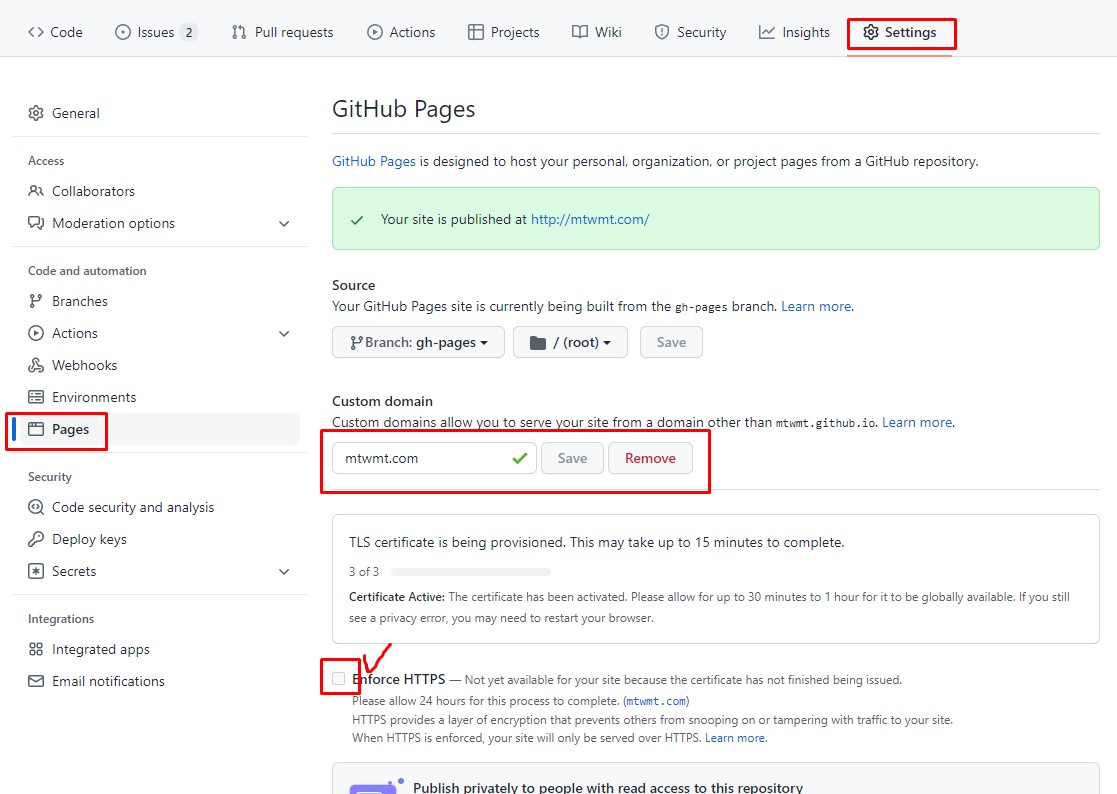 Code Issues 2 Pull requests Actions Projects Wiki Security Insights Settings
General
Access
Collaborators
Moderation options
Code and automation
Branches
Actions
Webhooks
Environments
Pages
Security
Code security and analysis
Deploy keys
Secrets
Integrations
Integrated apps
Email notifications
GitHub Pages
GitHub Pages is designed to host your personal, organization, or project pages from a GitHub repository.
Your site is published at http://mtwmt.com/
Source
Your GitHub Pages site is currently being built from the gh-pages branch. Learn more.
Branch: gh-pages / (root) Save
Custom domain
Custom domains allow you to serve your site from a domain other than mtwmt.github.io. Learn more.
mtwmt.com Save Remove
TLS certificate is being provisioned. This may take up to 15 minutes to complete.
3 of 3
Certificate Active: The certificate has been activated. Please allow for up to 30 minutes to 1 hour for it to be globally available. If you still
see a privacy error, you may need to restart your browser.
Enforce HTTPS — Not yet available for your site because the certificate has not finished being issued.
Please allow 24 hours for this process to complete. (mtwmt.com)
HTTPS provides a layer of encryption that prevents others from snooping on or tampering with traffic to your site.
When HTTPS is enforced, your site will only be served over HTTPS. Learn more.
Publish privately to people with read access to this repository